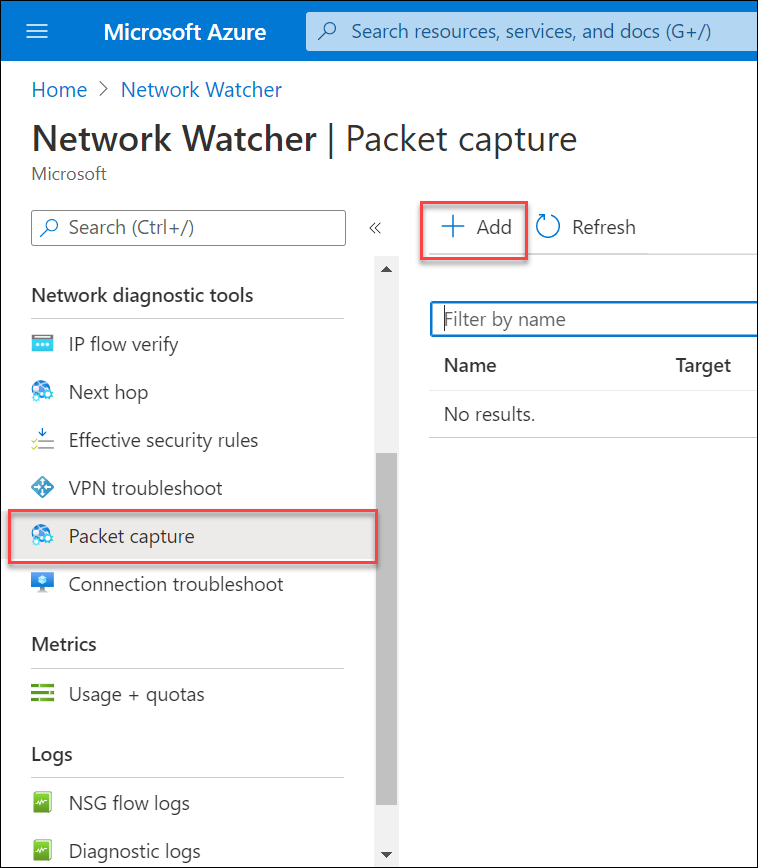 Microsoft Azure
Search resources, services, and docs (G+/)
Home > Network Watcher
Network Watcher | Packet capture
Microsoft
Search (Ctrl+/)
«
+ Add
Refresh
Network diagnostic tools
IP flow verify
Next hop
Effective security rules
VPN troubleshoot
Packet capture
Connection troubleshoot
Metrics
Usage + quotas
Logs
NSG flow logs
Diagnostic logs
Filter by name
Name Target
No results.